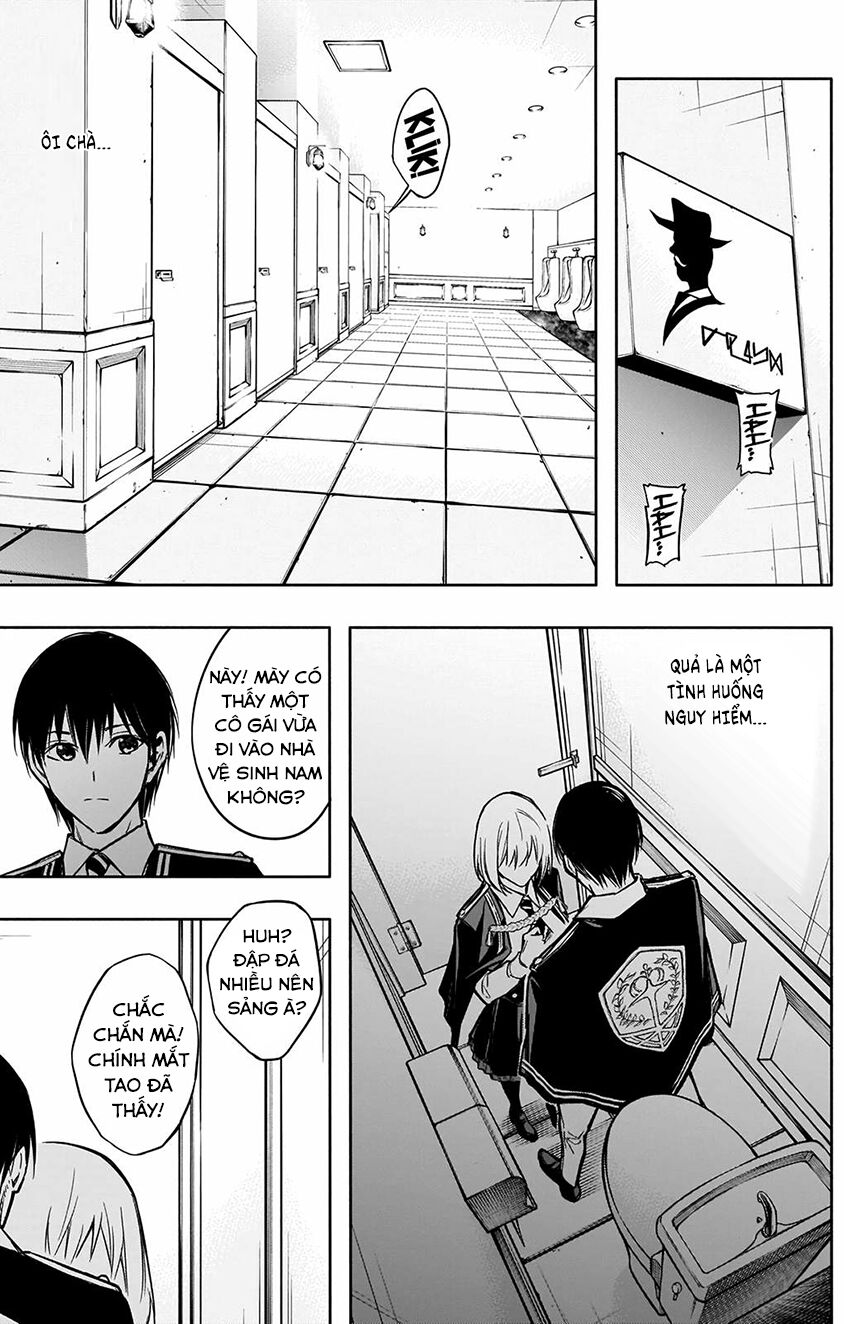 HAH...
HAH...
KLIK!
ÔI CHÀ...
QUẢ LÀ MỘT
TÌNH HUỐNG
NGUY HIỂM...
NÀY! MÀY CÓ
THẤY MỘT
CÔ GÁI VỪA
ĐI VÀO NHÀ
VỆ SINH NAM
KHÔNG?
HUH?
ĐẬP ĐÁ
NHIỀU NÊN
SẢNG À?
CHẮC
CHẮN MÀ!
CHÍNH MẮT
TAO ĐÃ
THẤY!